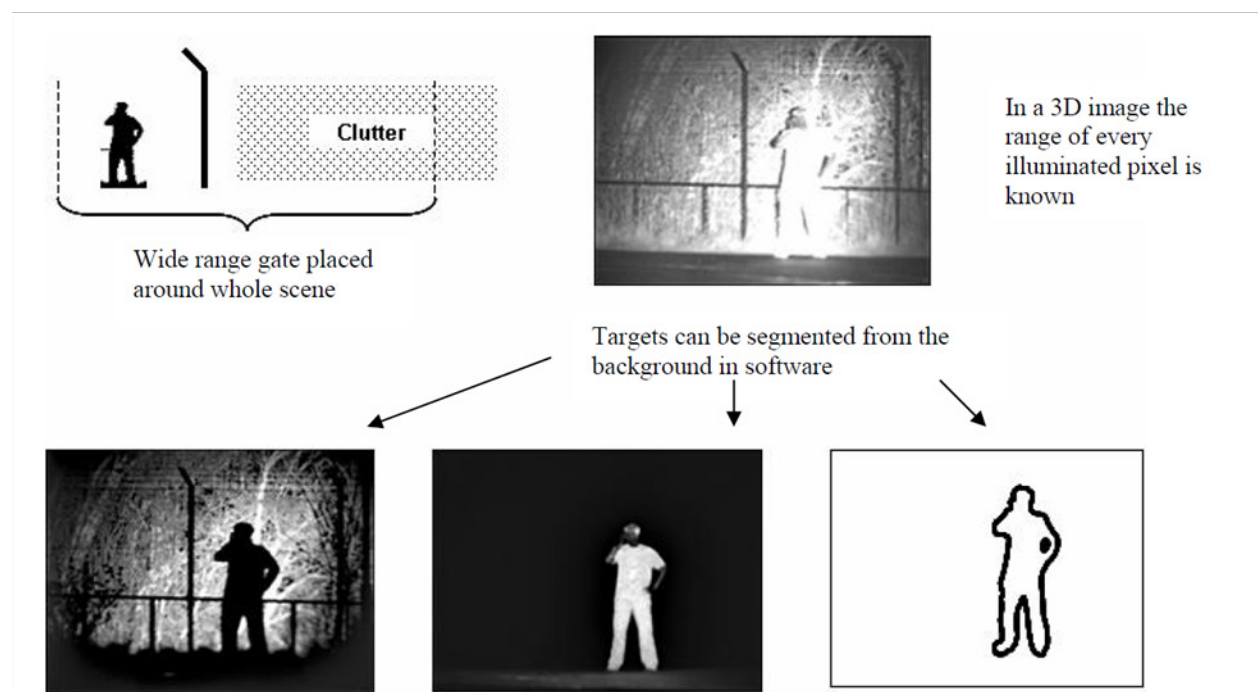 Clutter
Wide range gate placed
around whole scene
In a 3D image the
range of every
illuminated pixel is
known
Targets can be segmented from the
background in software